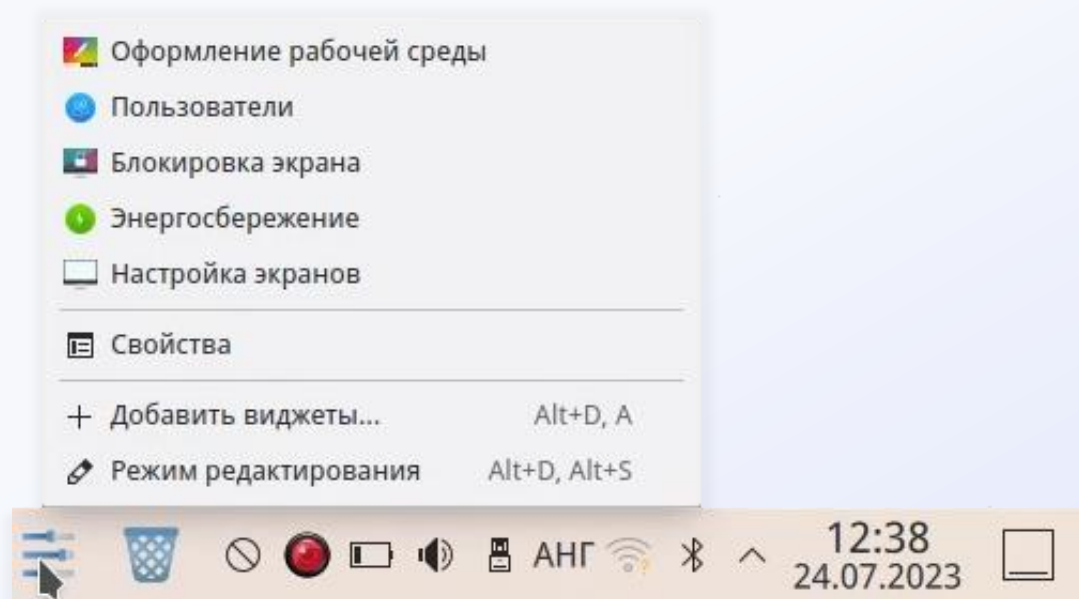 Оформление рабочей среды
Пользователи
Блокировка экрана
Энергосбережение
Настройка экранов
Свойства
Добавить виджеты... Alt+D, A
Режим редактирования Alt+D, Alt+S
АНГ 12:38
24.07.2023